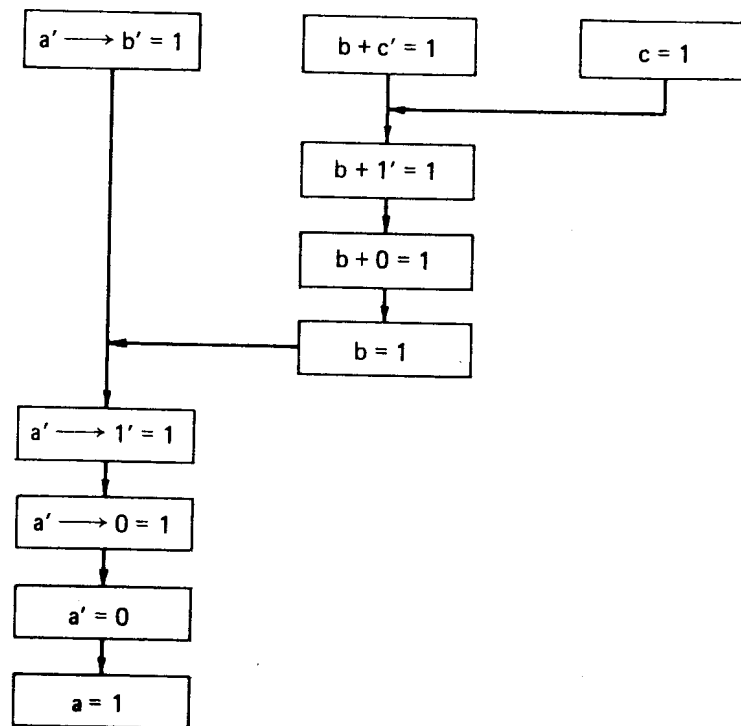 a′ ⟶ b′ = 1
b + c′ = 1
c = 1
b + 1′ = 1
b + 0 = 1
b = 1
a′ ⟶ 1′ = 1
a′ ⟶ 0 = 1
a′ = 0
a = 1